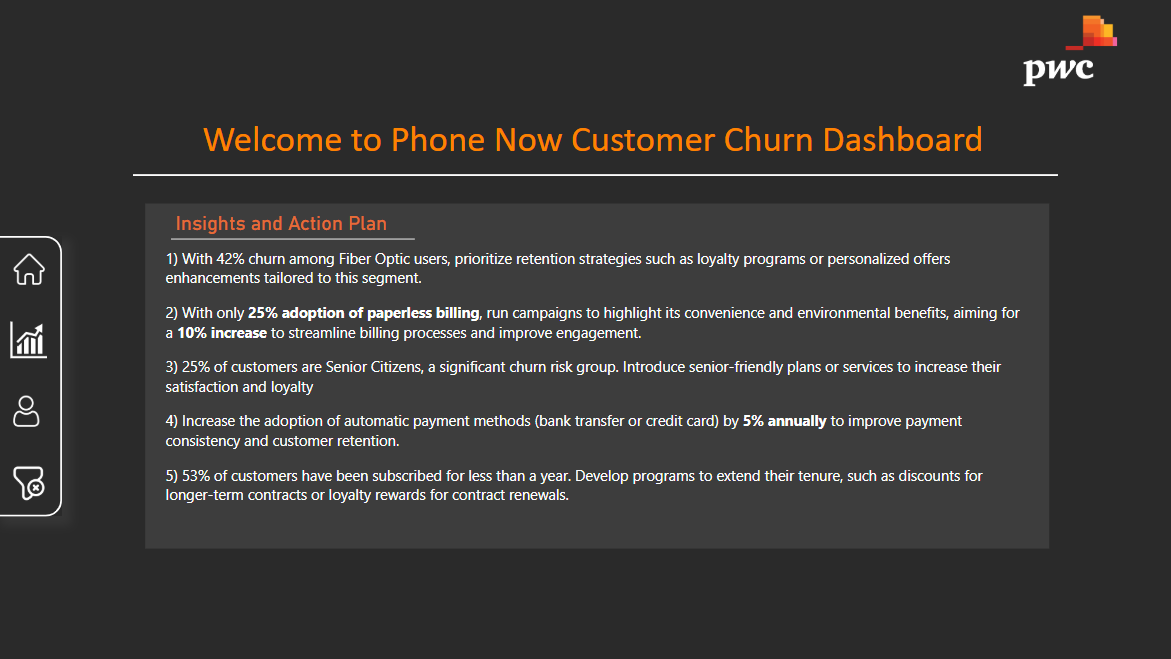 pwc
Welcome to Phone Now Customer Churn Dashboard
Insights and Action Plan
1) With 42% churn among Fiber Optic users, prioritize retention strategies such as loyalty programs or personalized offers
enhancements tailored to this segment.
2) With only 25% adoption of paperless billing, run campaigns to highlight its convenience and environmental benefits, aiming for
a 10% increase to streamline billing processes and improve engagement.
3) 25% of customers are Senior Citizens, a significant churn risk group. Introduce senior-friendly plans or services to increase their
satisfaction and loyalty
4) Increase the adoption of automatic payment methods (bank transfer or credit card) by 5% annually to improve payment
consistency and customer retention.
5) 53% of customers have been subscribed for less than a year. Develop programs to extend their tenure, such as discounts for
longer-term contracts or loyalty rewards for contract renewals.